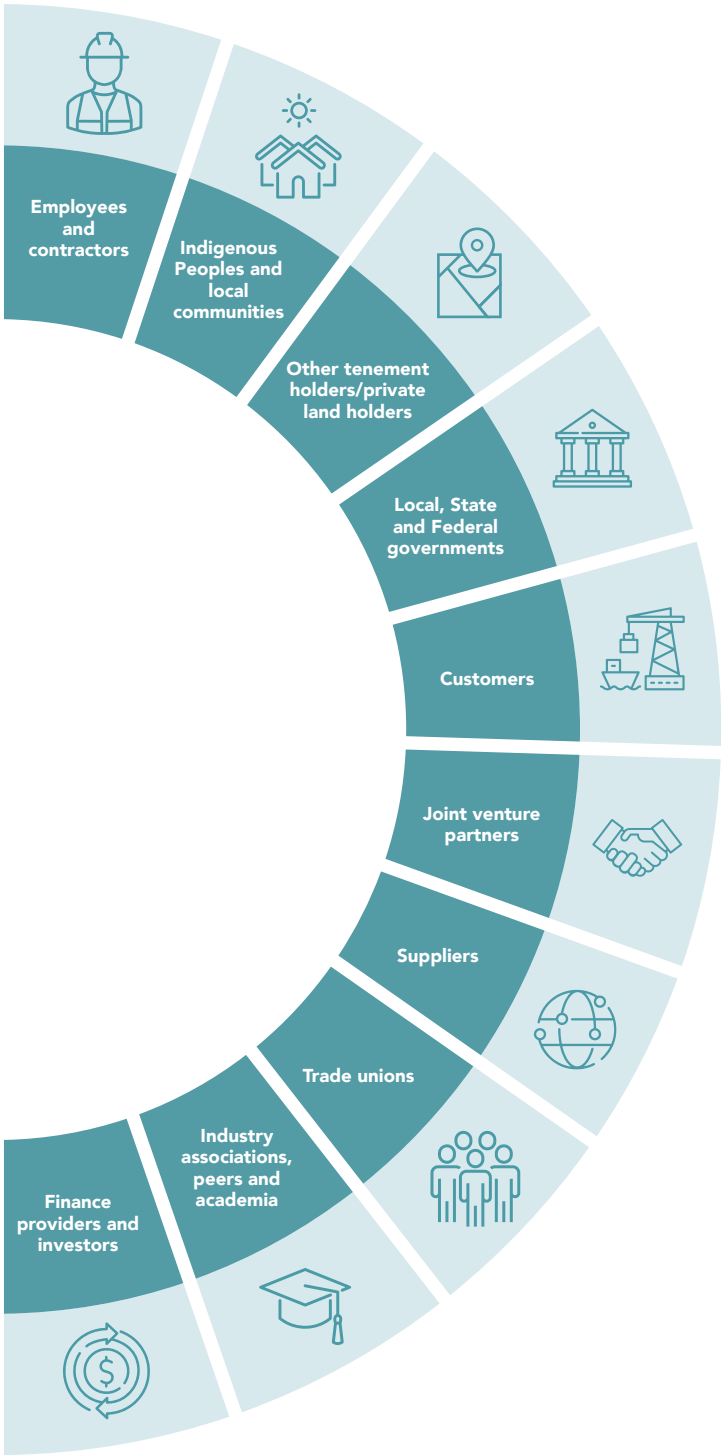 Employees
and
contractors
Indigenous
Peoples and
local
communities
Other tenement
holders/private
land holders
Local, State
and Federal
governments
Customers
Joint venture
partners
Suppliers
Trade unions
Industry
associations,
peers and
academia
Finance
providers and
investors
$